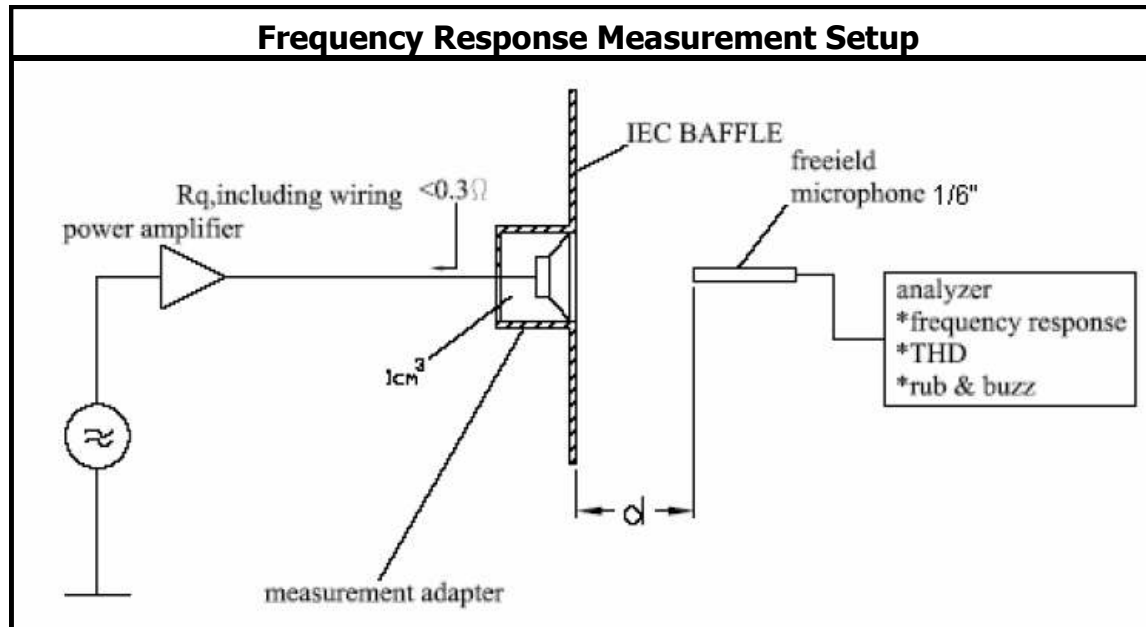 Frequency Response Measurement Setup
IEC BAFFLE
freeield
microphone 1/6"
Rq,including wiring <0.3Ω
power amplifier
analyzer
*frequency response
*THD
*rub & buzz
1cm³
d
measurement adapter